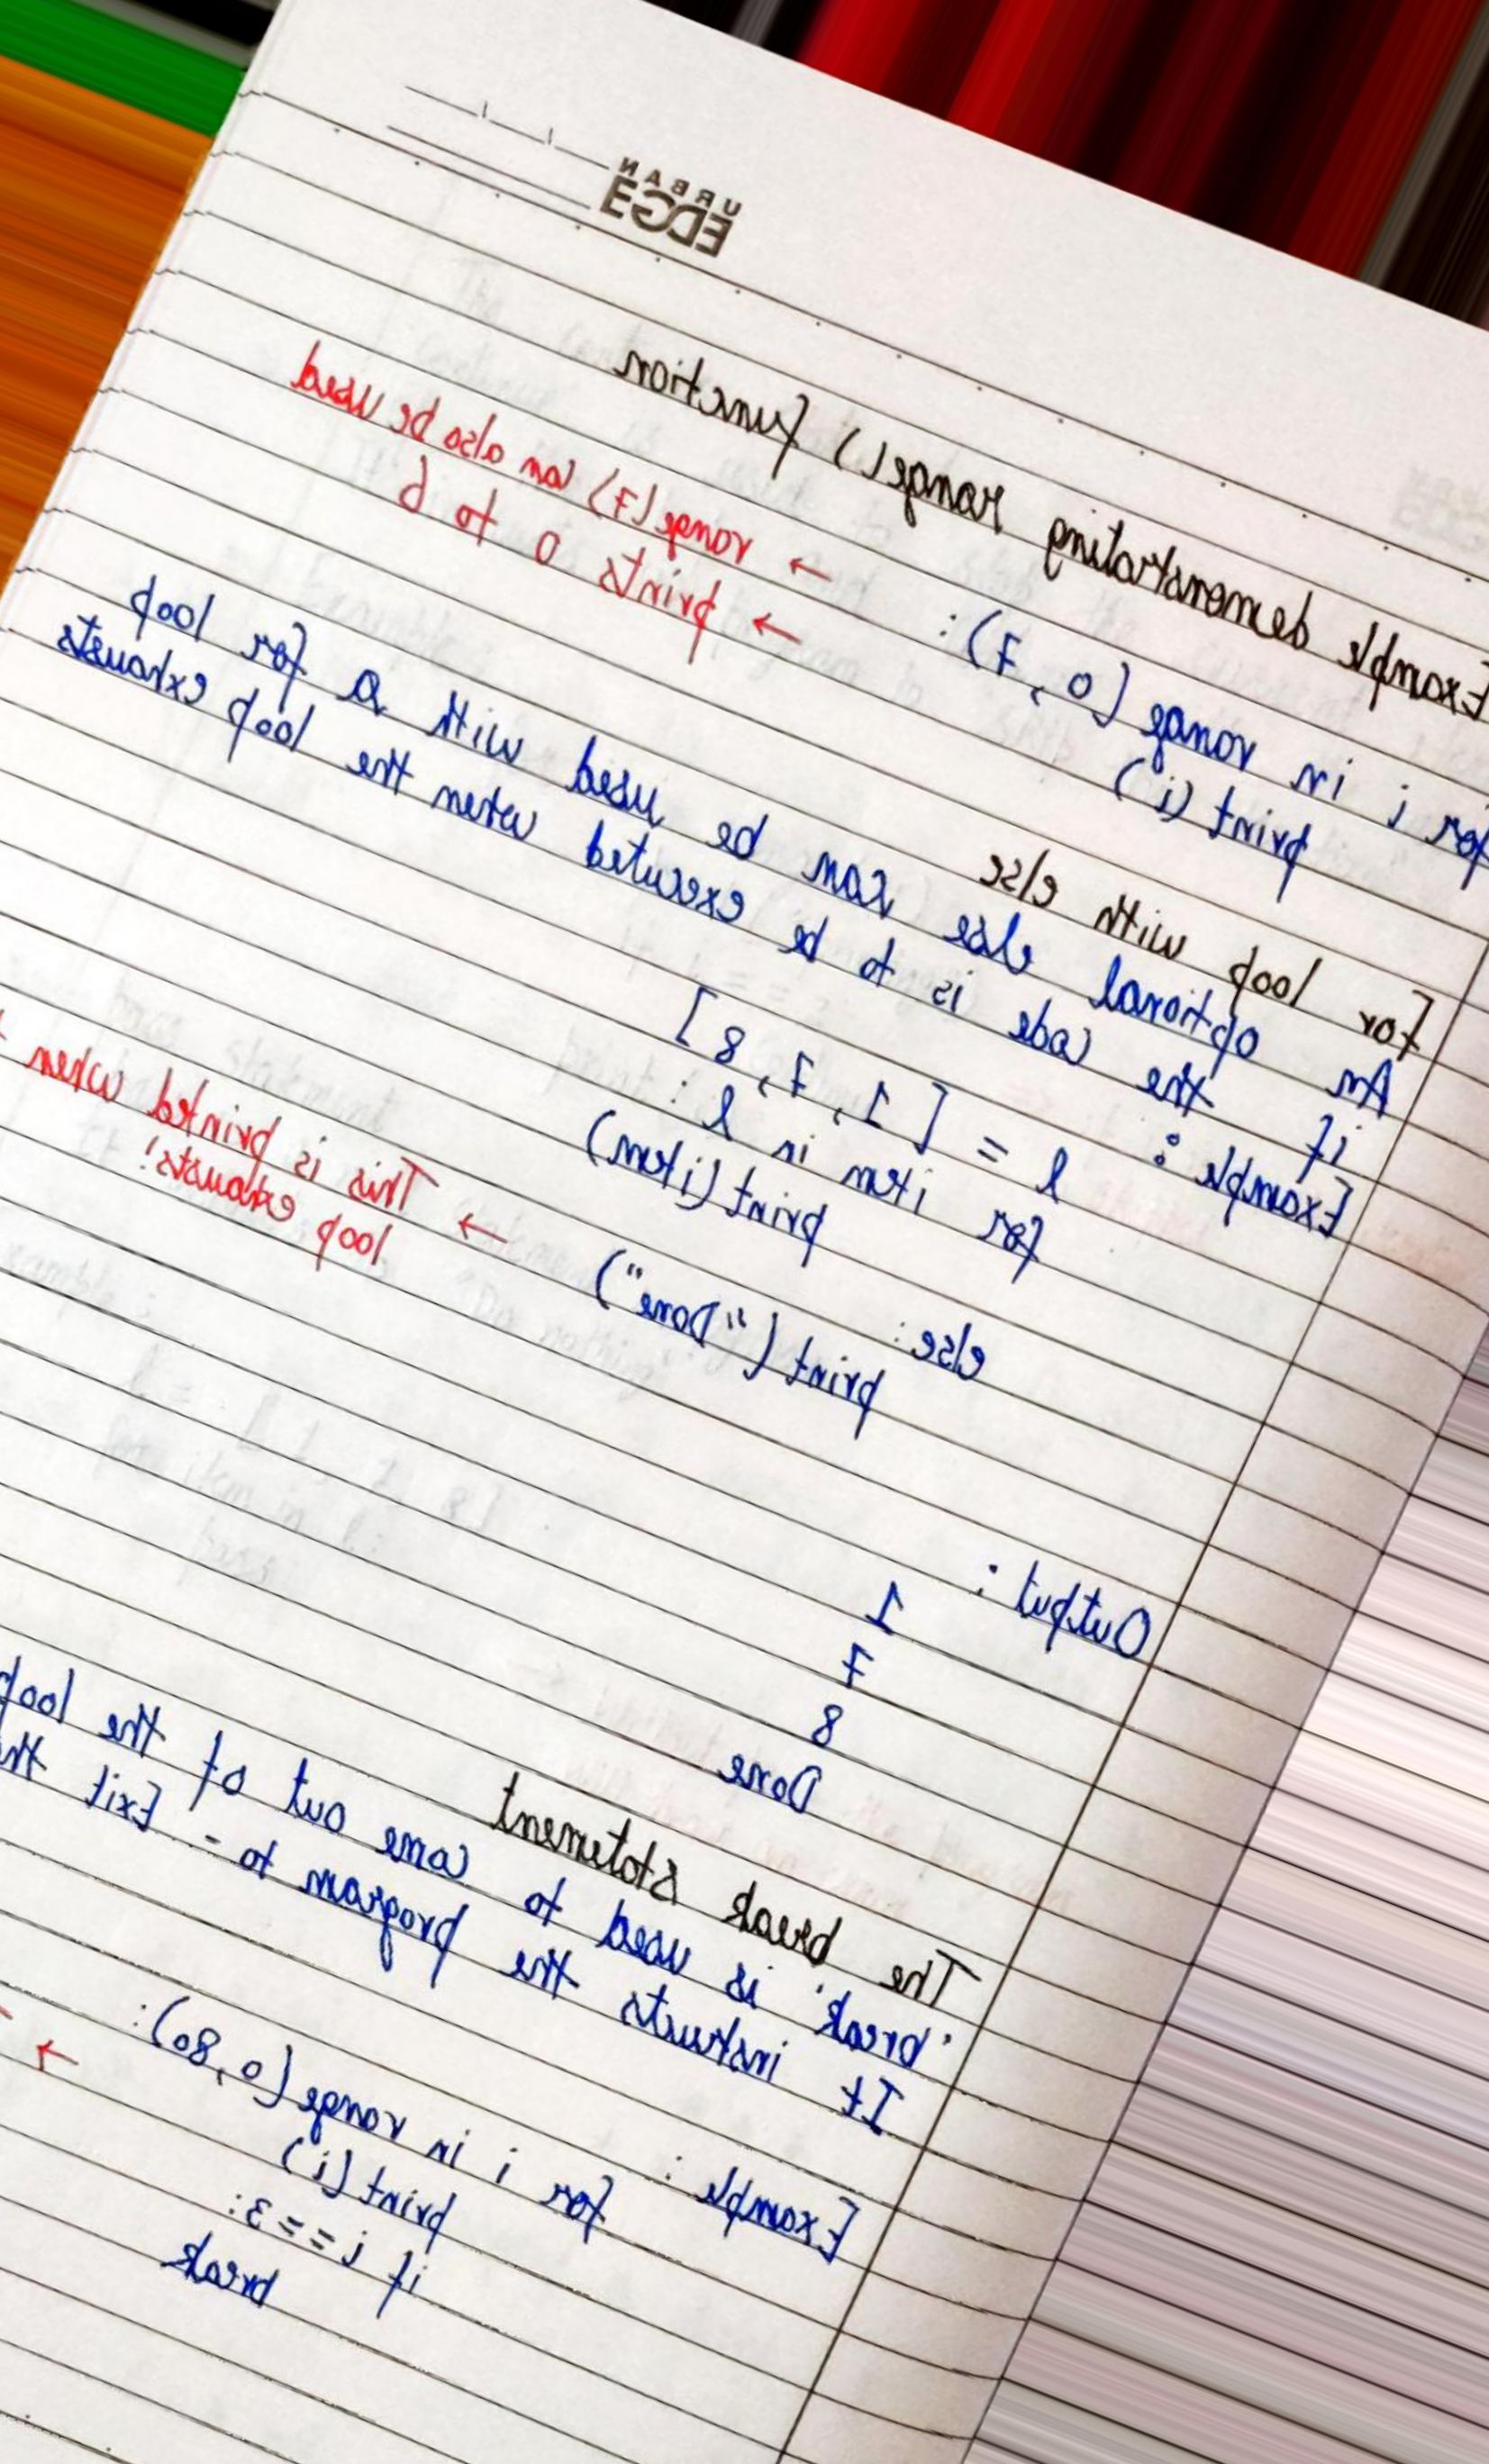 URBAN
EDGE
Example demonstrating range() function
for i in range (0, 7): ← range(7) can also be used
print (i) ← prints 0 to 6
for loop with else
An optional else can be used with a for loop
if the code is to be executed when the loop exhausts
Example : l = [1, 7, 8]
for item in l :
print (item)
else :
print ("Done") ← This is printed when
loop exhausts!
Output :
1
7
8
Done
The break statement
'break' is used to come out of the loop
It instructs the program to - Exit the
Example : for i in range (0, 80):
print (i)
if i == 3:
break